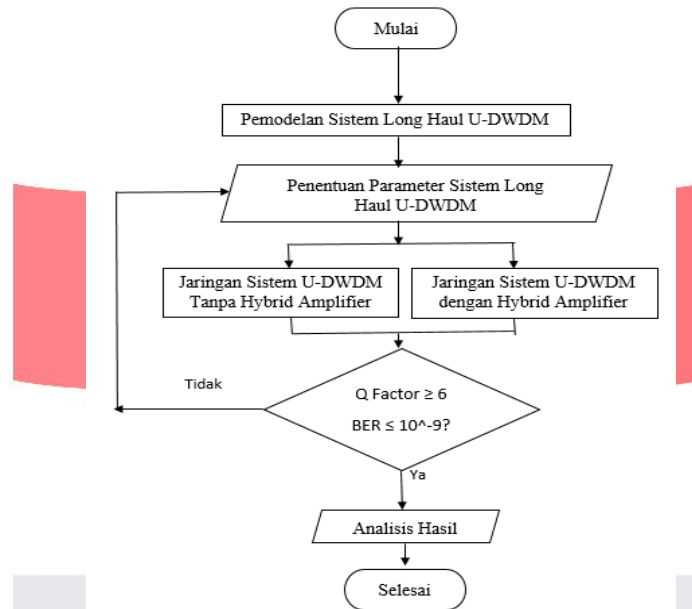 Mulai
Pemodelan Sistem Long Haul U-DWDM
Penentuan Parameter Sistem Long
Haul U-DWDM
Jaringan Sistem U-DWDM
Tanpa Hybrid Amplifier
Jaringan Sistem U-DWDM
dengan Hybrid Amplifier
Tidak
Q Factor ≥ 6
BER ≤ 10^-9?
Ya
Analisis Hasil
Selesai